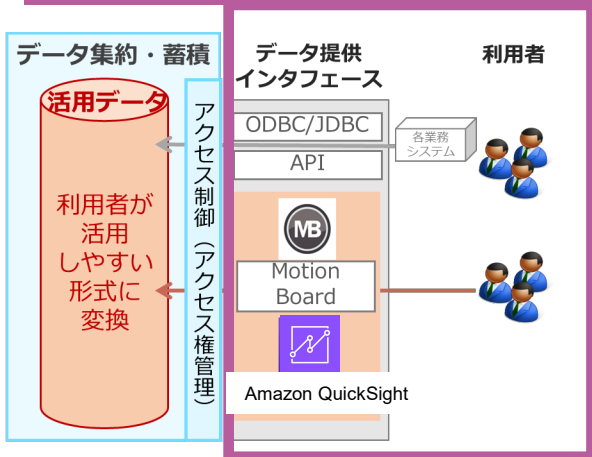 データ集約・蓄積
活用データ
利用者が
活用
しやすい
形式に
変換
アクセス制御（アクセス権管理）
データ提供
インタフェース
ODBC/JDBC
API
MB
Motion
Board
Amazon QuickSight
各業務
システム
利用者